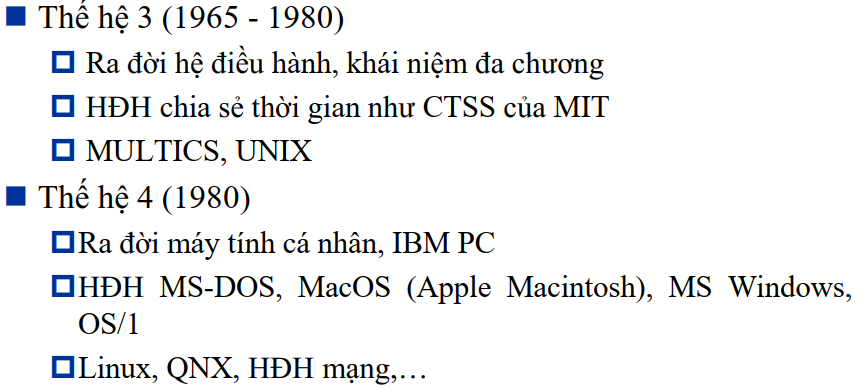 Thế hệ 3 (1965 - 1980)
Ra đời hệ điều hành, khái niệm đa chương
HĐH chia sẻ thời gian như CTSS của MIT
MULTICS, UNIX
Thế hệ 4 (1980)
Ra đời máy tính cá nhân, IBM PC
HĐH MS-DOS, MacOS (Apple Macintosh), MS Windows,
OS/1
Linux, QNX, HĐH mạng,…